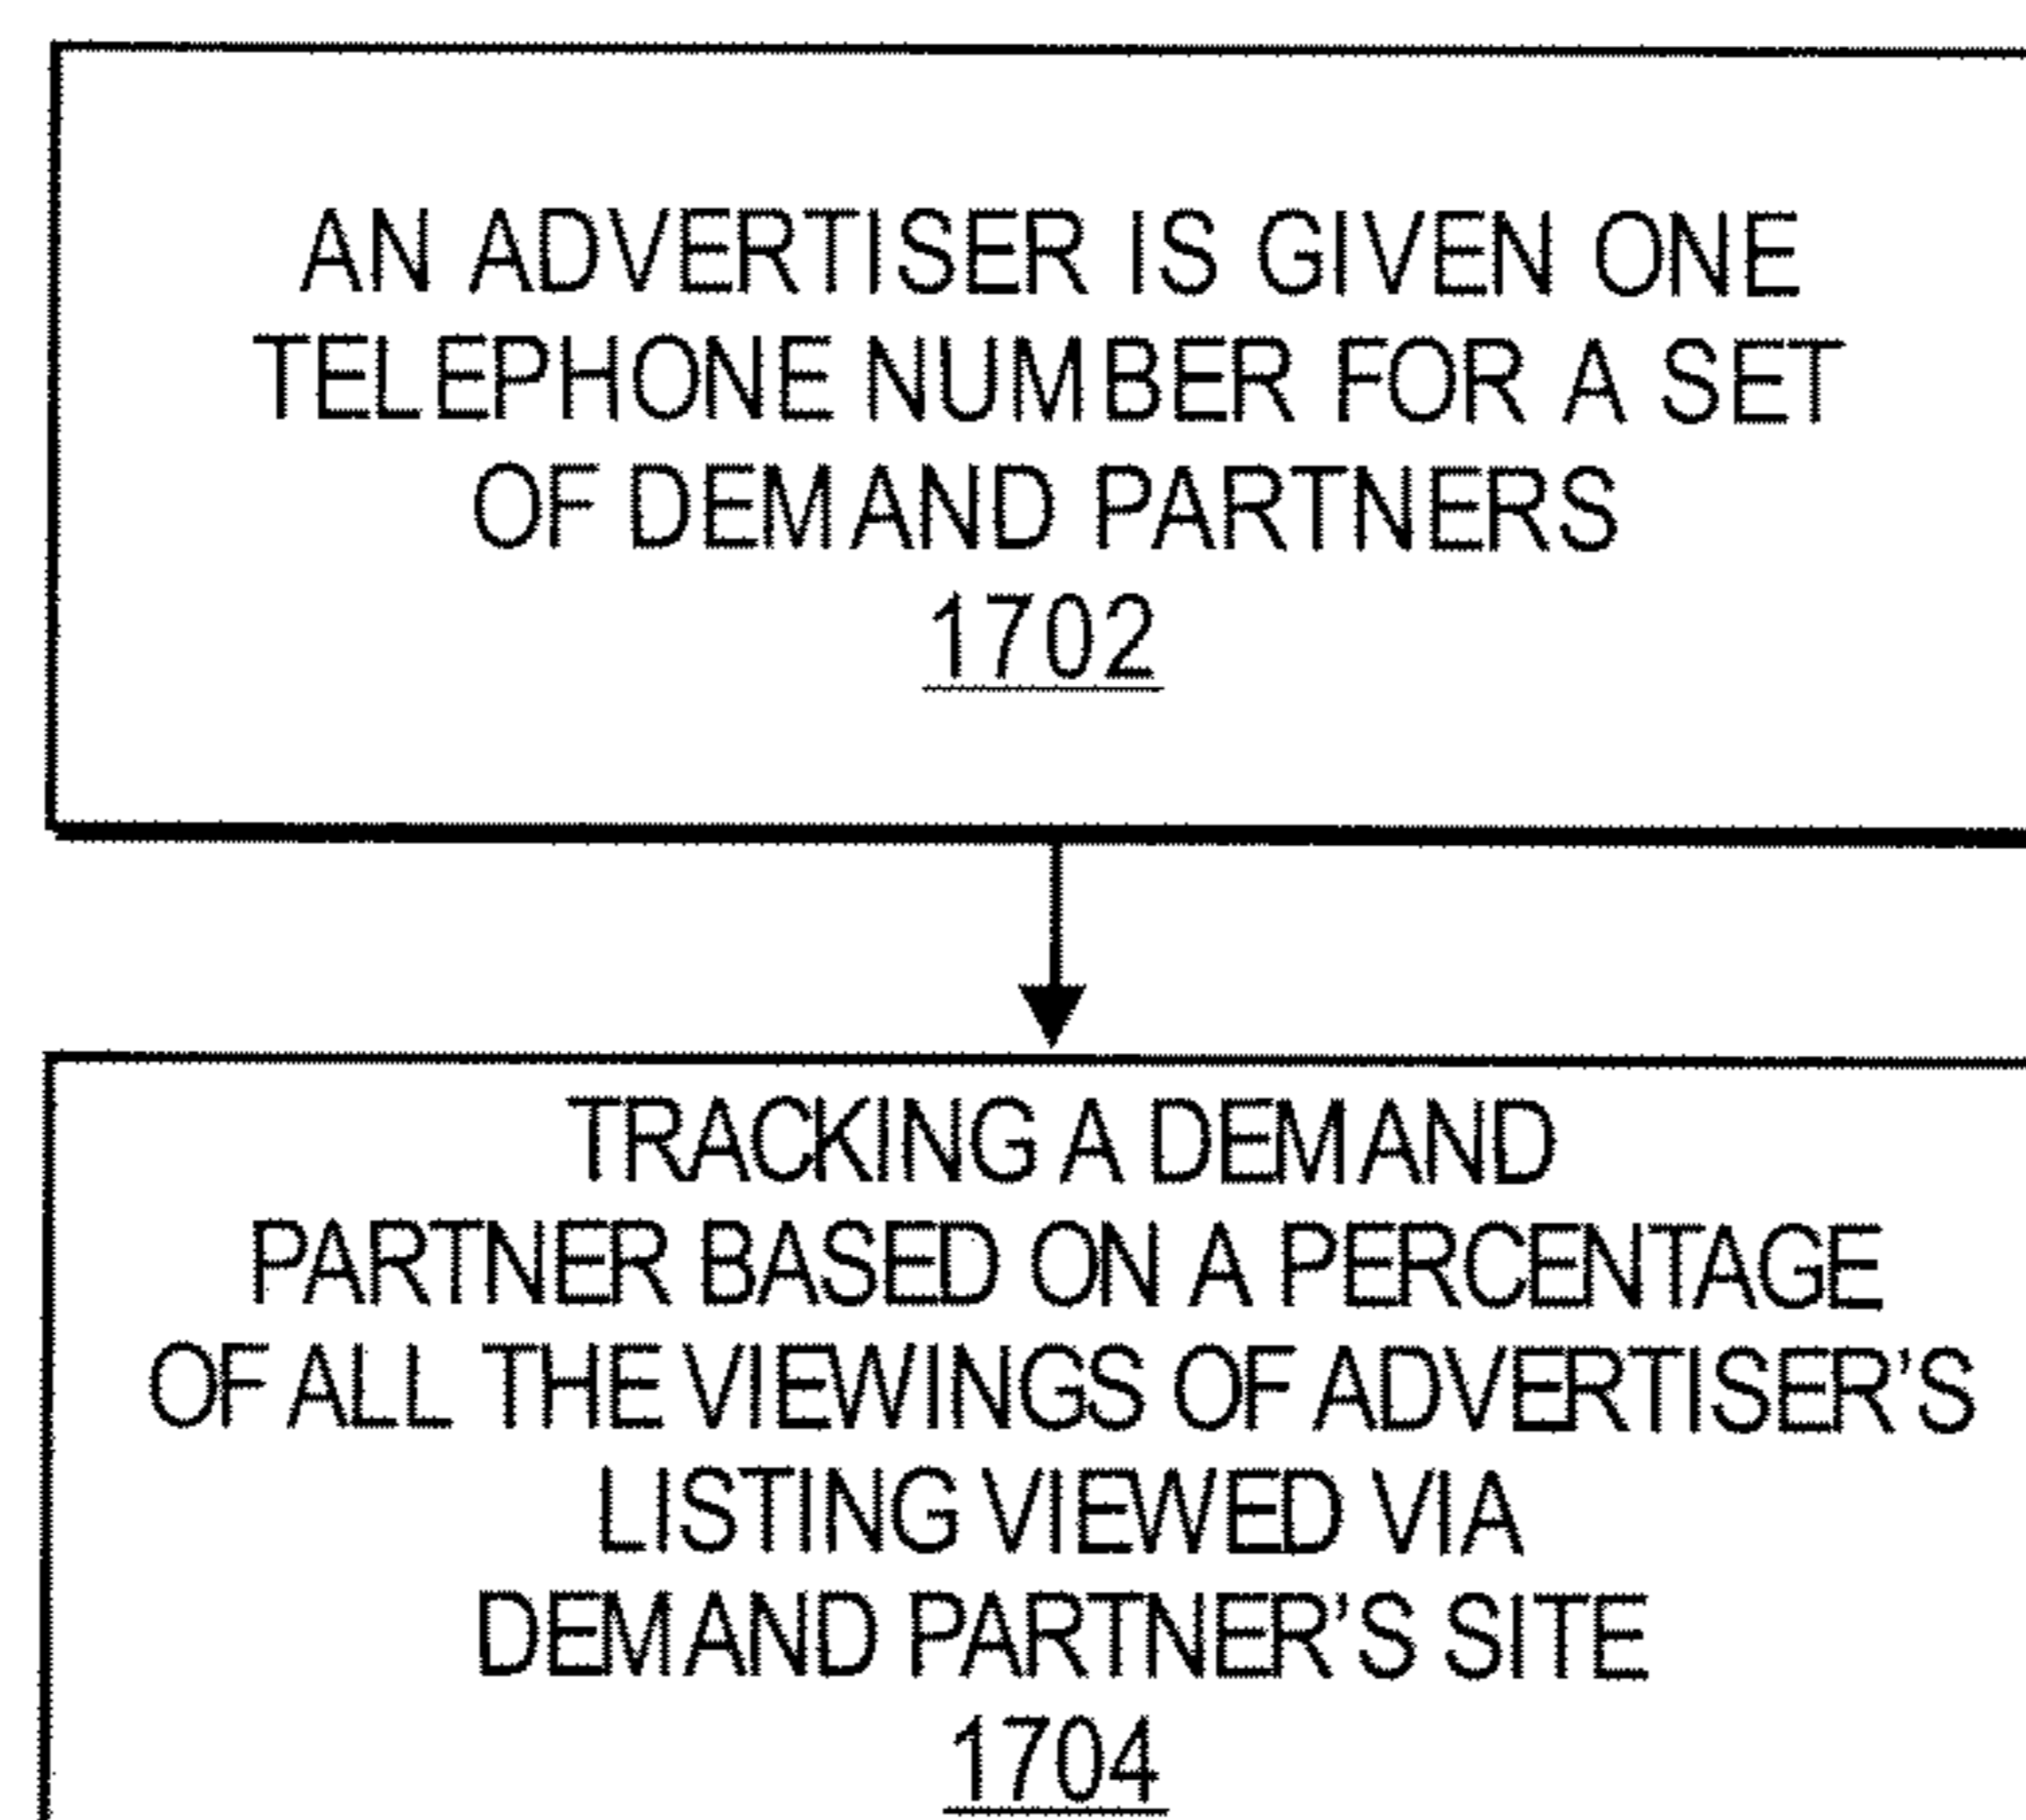 AN ADVERTISER IS GIVEN ONE
TELEPHONE NUMBER FOR A SET
OF DEMAND PARTNERS
1702
TRACKING A DEMAND
PARTNER BASED ON A PERCENTAGE
OF ALL THE VIEWINGS OF ADVERTISER'S
LISTING VIEWED VIA
DEMAND PARTNER'S SITE
1704